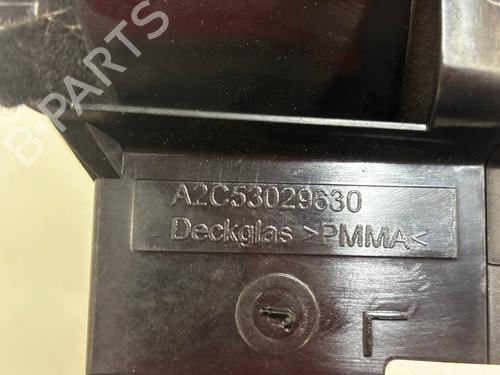 A2C53029630
Deckglas >PMMA<
L
B-PARTS